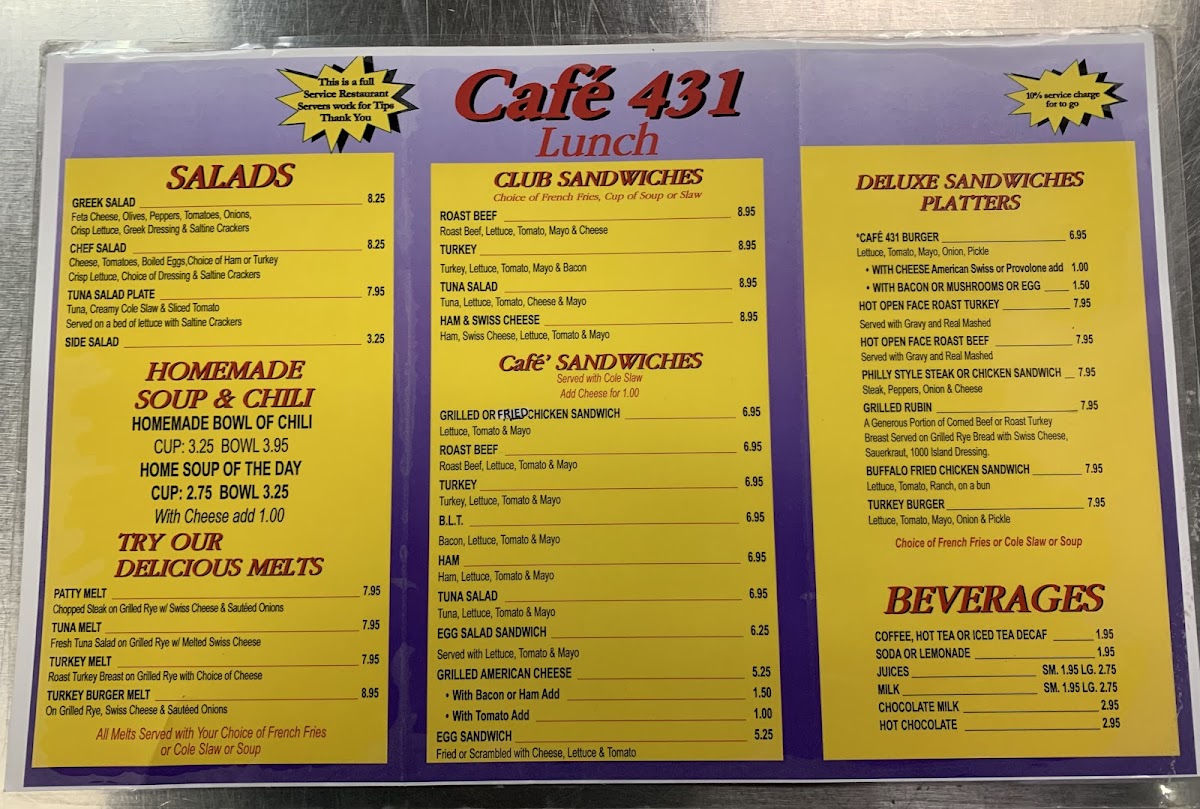 This is a full
Service Restaurant
Servers work for Tips
Thank You
Café 431
Lunch
10% service charge
for to go
SALADS
GREEK SALAD 8.25
Feta Cheese, Olives, Peppers, Tomatoes, Onions,
Crisp Lettuce, Greek Dressing & Saltine Crackers
CHEF SALAD 8.25
Cheese, Tomatoes, Boiled Eggs,Choice of Ham or Turkey
Crisp Lettuce, Choice of Dressing & Saltine Crackers
TUNA SALAD PLATE 7.95
Tuna, Creamy Cole Slaw & Sliced Tomato
Served on a bed of lettuce with Saltine Crackers
SIDE SALAD 3.25
HOMEMADE
SOUP & CHILI
HOMEMADE BOWL OF CHILI
CUP: 3.25 BOWL 3.95
HOME SOUP OF THE DAY
CUP: 2.75 BOWL 3.25
With Cheese add 1.00
TRY OUR
DELICIOUS MELTS
PATTY MELT 7.95
Chopped Steak on Grilled Rye w/ Swiss Cheese & Sautéed Onions
TUNA MELT 7.95
Fresh Tuna Salad on Grilled Rye w/ Melted Swiss Cheese
TURKEY MELT 7.95
Roast Turkey Breast on Grilled Rye with Choice of Cheese
TURKEY BURGER MELT 8.95
On Grilled Rye, Swiss Cheese & Sautéed Onions
All Melts Served with Your Choice of French Fries
or Cole Slaw or Soup
CLUB SANDWICHES
Choice of French Fries, Cup of Soup or Slaw
ROAST BEEF 8.95
Roast Beef, Lettuce, Tomato, Mayo & Cheese
TURKEY 8.95
Turkey, Lettuce, Tomato, Mayo & Bacon
TUNA SALAD 8.95
Tuna, Lettuce, Tomato, Cheese & Mayo
HAM & SWISS CHEESE 8.95
Ham, Swiss Cheese, Lettuce, Tomato & Mayo
Café' SANDWICHES
Served with Cole Slaw
Add Cheese for 1.00
GRILLED OR FRIED CHICKEN SANDWICH 6.95
Lettuce, Tomato & Mayo
ROAST BEEF 6.95
Roast Beef, Lettuce, Tomato & Mayo
TURKEY 6.95
Turkey, Lettuce, Tomato & Mayo
B.L.T. 6.95
Bacon, Lettuce, Tomato & Mayo
HAM 6.95
Ham, Lettuce, Tomato & Mayo
TUNA SALAD 6.95
Tuna, Lettuce, Tomato & Mayo
EGG SALAD SANDWICH 6.25
Served with Lettuce, Tomato & Mayo
GRILLED AMERICAN CHEESE 5.25
• With Bacon or Ham Add 1.50
• With Tomato Add 1.00
EGG SANDWICH 5.25
Fried or Scrambled with Cheese, Lettuce & Tomato
DELUXE SANDWICHES
PLATTERS
*CAFÉ 431 BURGER 6.95
Lettuce, Tomato, Mayo, Onion, Pickle
• WITH CHEESE American Swiss or Provolone add 1.00
• WITH BACON OR MUSHROOMS OR EGG 1.50
HOT OPEN FACE ROAST TURKEY 7.95
Served with Gravy and Real Mashed
HOT OPEN FACE ROAST BEEF 7.95
Served with Gravy and Real Mashed
PHILLY STYLE STEAK OR CHICKEN SANDWICH 7.95
Steak, Peppers, Onion & Cheese
GRILLED RUBIN 7.95
A Generous Portion of Corned Beef or Roast Turkey
Breast Served on Grilled Rye Bread with Swiss Cheese,
Sauerkraut, 1000 Island Dressing.
BUFFALO FRIED CHICKEN SANDWICH 7.95
Lettuce, Tomato, Ranch, on a bun
TURKEY BURGER 7.95
Lettuce, Tomato, Mayo, Onion & Pickle
Choice of French Fries or Cole Slaw or Soup
BEVERAGES
COFFEE, HOT TEA OR ICED TEA DECAF 1.95
SODA OR LEMONADE 1.95
JUICES SM. 1.95 LG. 2.75
MILK SM. 1.95 LG. 2.75
CHOCOLATE MILK 2.95
HOT CHOCOLATE 2.95